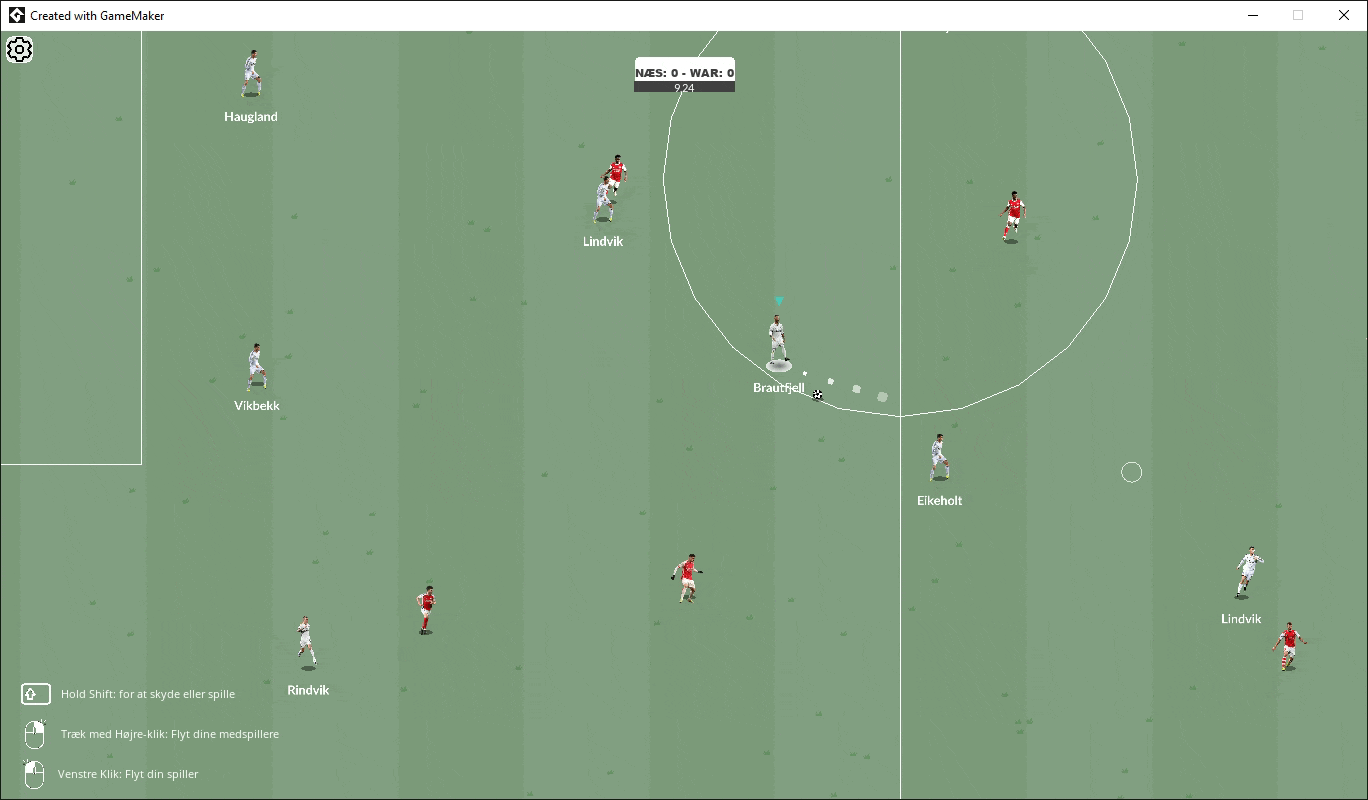 Created with GameMaker
NÆS: 0 - WAR: 0
9.24
Haugland
Lindvik
Brautfjell
Vikbekk
Eikeholt
Lindvik
Rindvik
Hold Shift: for at skyde eller spille
Træk med Højre-klik: Flyt dine medspillere
Venstre Klik: Flyt din spiller